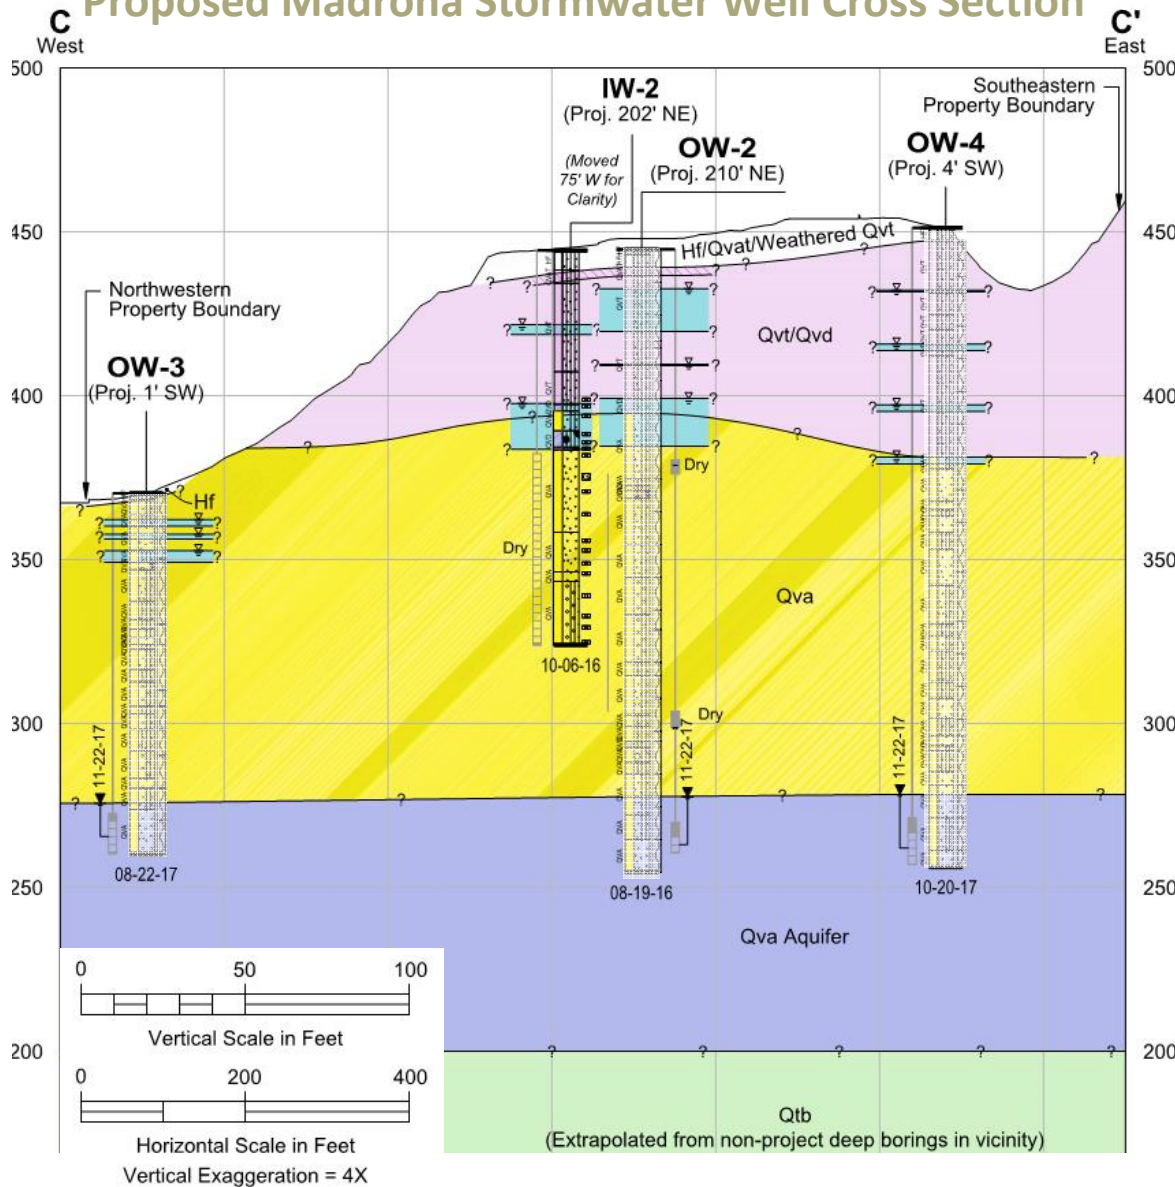 Proposed Madrona Stormwater Well Cross Section
C
West
C'
East
500
500
IW-2
(Proj. 202' NE)
Southeastern
Property Boundary
(Moved
75' W for
Clarity)
OW-2
(Proj. 210' NE)
OW-4
(Proj. 4' SW)
450
450
Hf/Qvat/Weathered Qvt
Northwestern
Property Boundary
Qvt/Qvd
OW-3
(Proj. 1' SW)
400
400
Dry
Hf
350
350
Dry
Qva
10-06-16
300
300
Dry
11-22-17
11-22-17
11-22-17
08-22-17
08-19-16
10-20-17
250
250
Qva Aquifer
0 50 100
Vertical Scale in Feet
200
200
0 200 400
Horizontal Scale in Feet
Vertical Exaggeration = 4X
Qtb
(Extrapolated from non-project deep borings in vicinity)